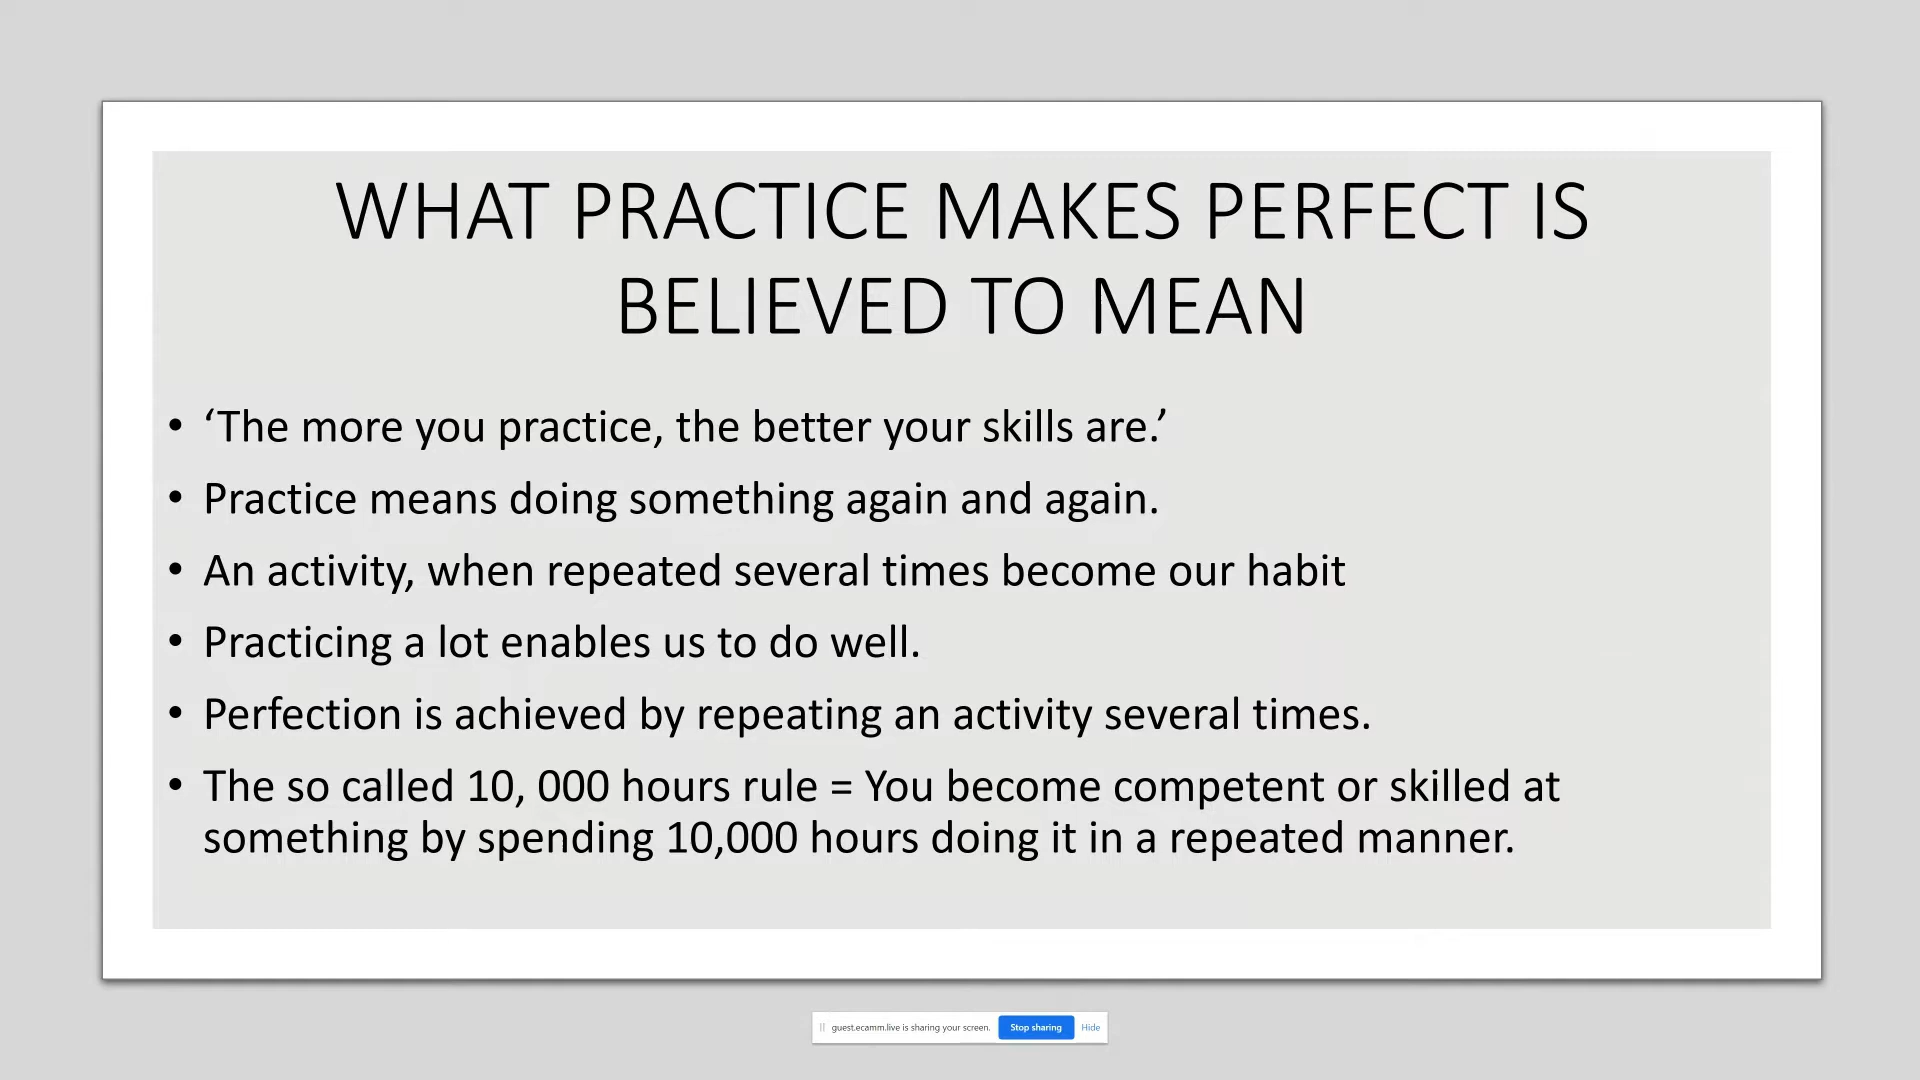 WHAT PRACTICE MAKES PERFECT IS
BELIEVED TO MEAN
• ‘The more you practice, the better your skills are.’
• Practice means doing something again and again.
• An activity, when repeated several times become our habit
• Practicing a lot enables us to do well.
• Perfection is achieved by repeating an activity several times.
• The so called 10, 000 hours rule = You become competent or skilled at
something by spending 10,000 hours doing it in a repeated manner.
guest.ecamm.live is sharing your screen. Stop sharing Hide